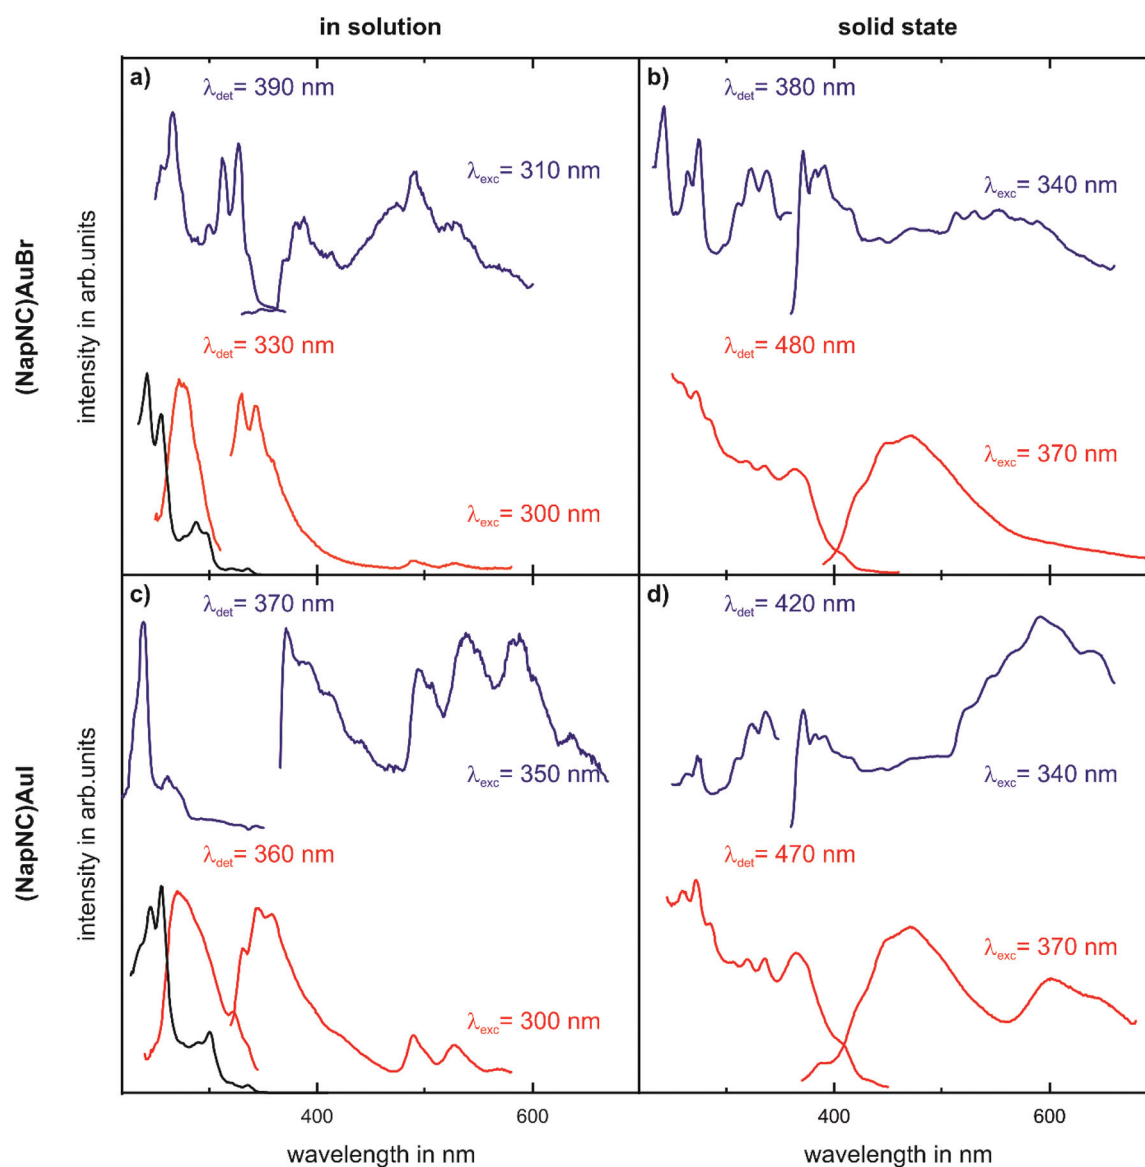 in solution
solid state
(NapNC)AuBr
intensity in arb.units
a)
λdet= 390 nm
λexc= 310 nm
λdet= 330 nm
λexc= 300 nm
b)
λdet= 380 nm
λexc= 340 nm
λdet= 480 nm
λexc= 370 nm
(NapNC)AuI
intensity in arb.units
c)
λdet= 370 nm
λexc= 350 nm
λdet= 360 nm
λexc= 300 nm
d)
λdet= 420 nm
λexc= 340 nm
λdet= 470 nm
λexc= 370 nm
400
600
400
600
wavelength in nm
wavelength in nm